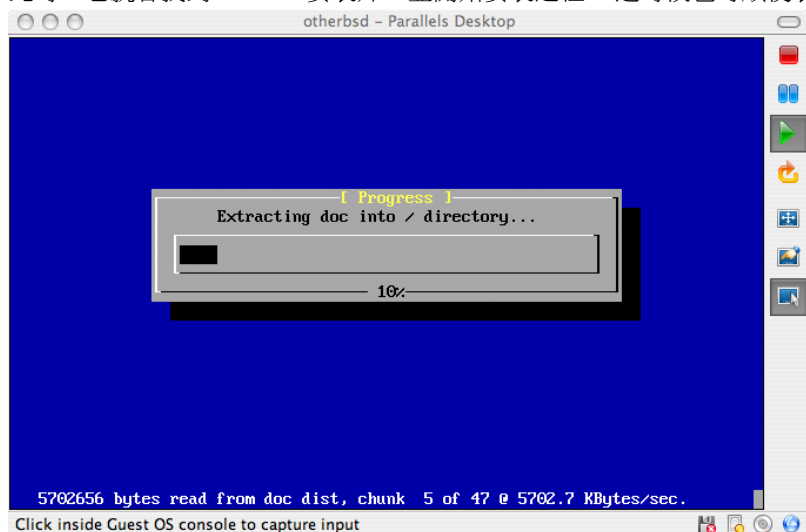 otherbsd – Parallels Desktop
[ Progress ]
Extracting doc into / directory...
10%
5702656 bytes read from doc dist, chunk 5 of 47 @ 5702.7 KBytes/sec.
Click inside Guest OS console to capture input